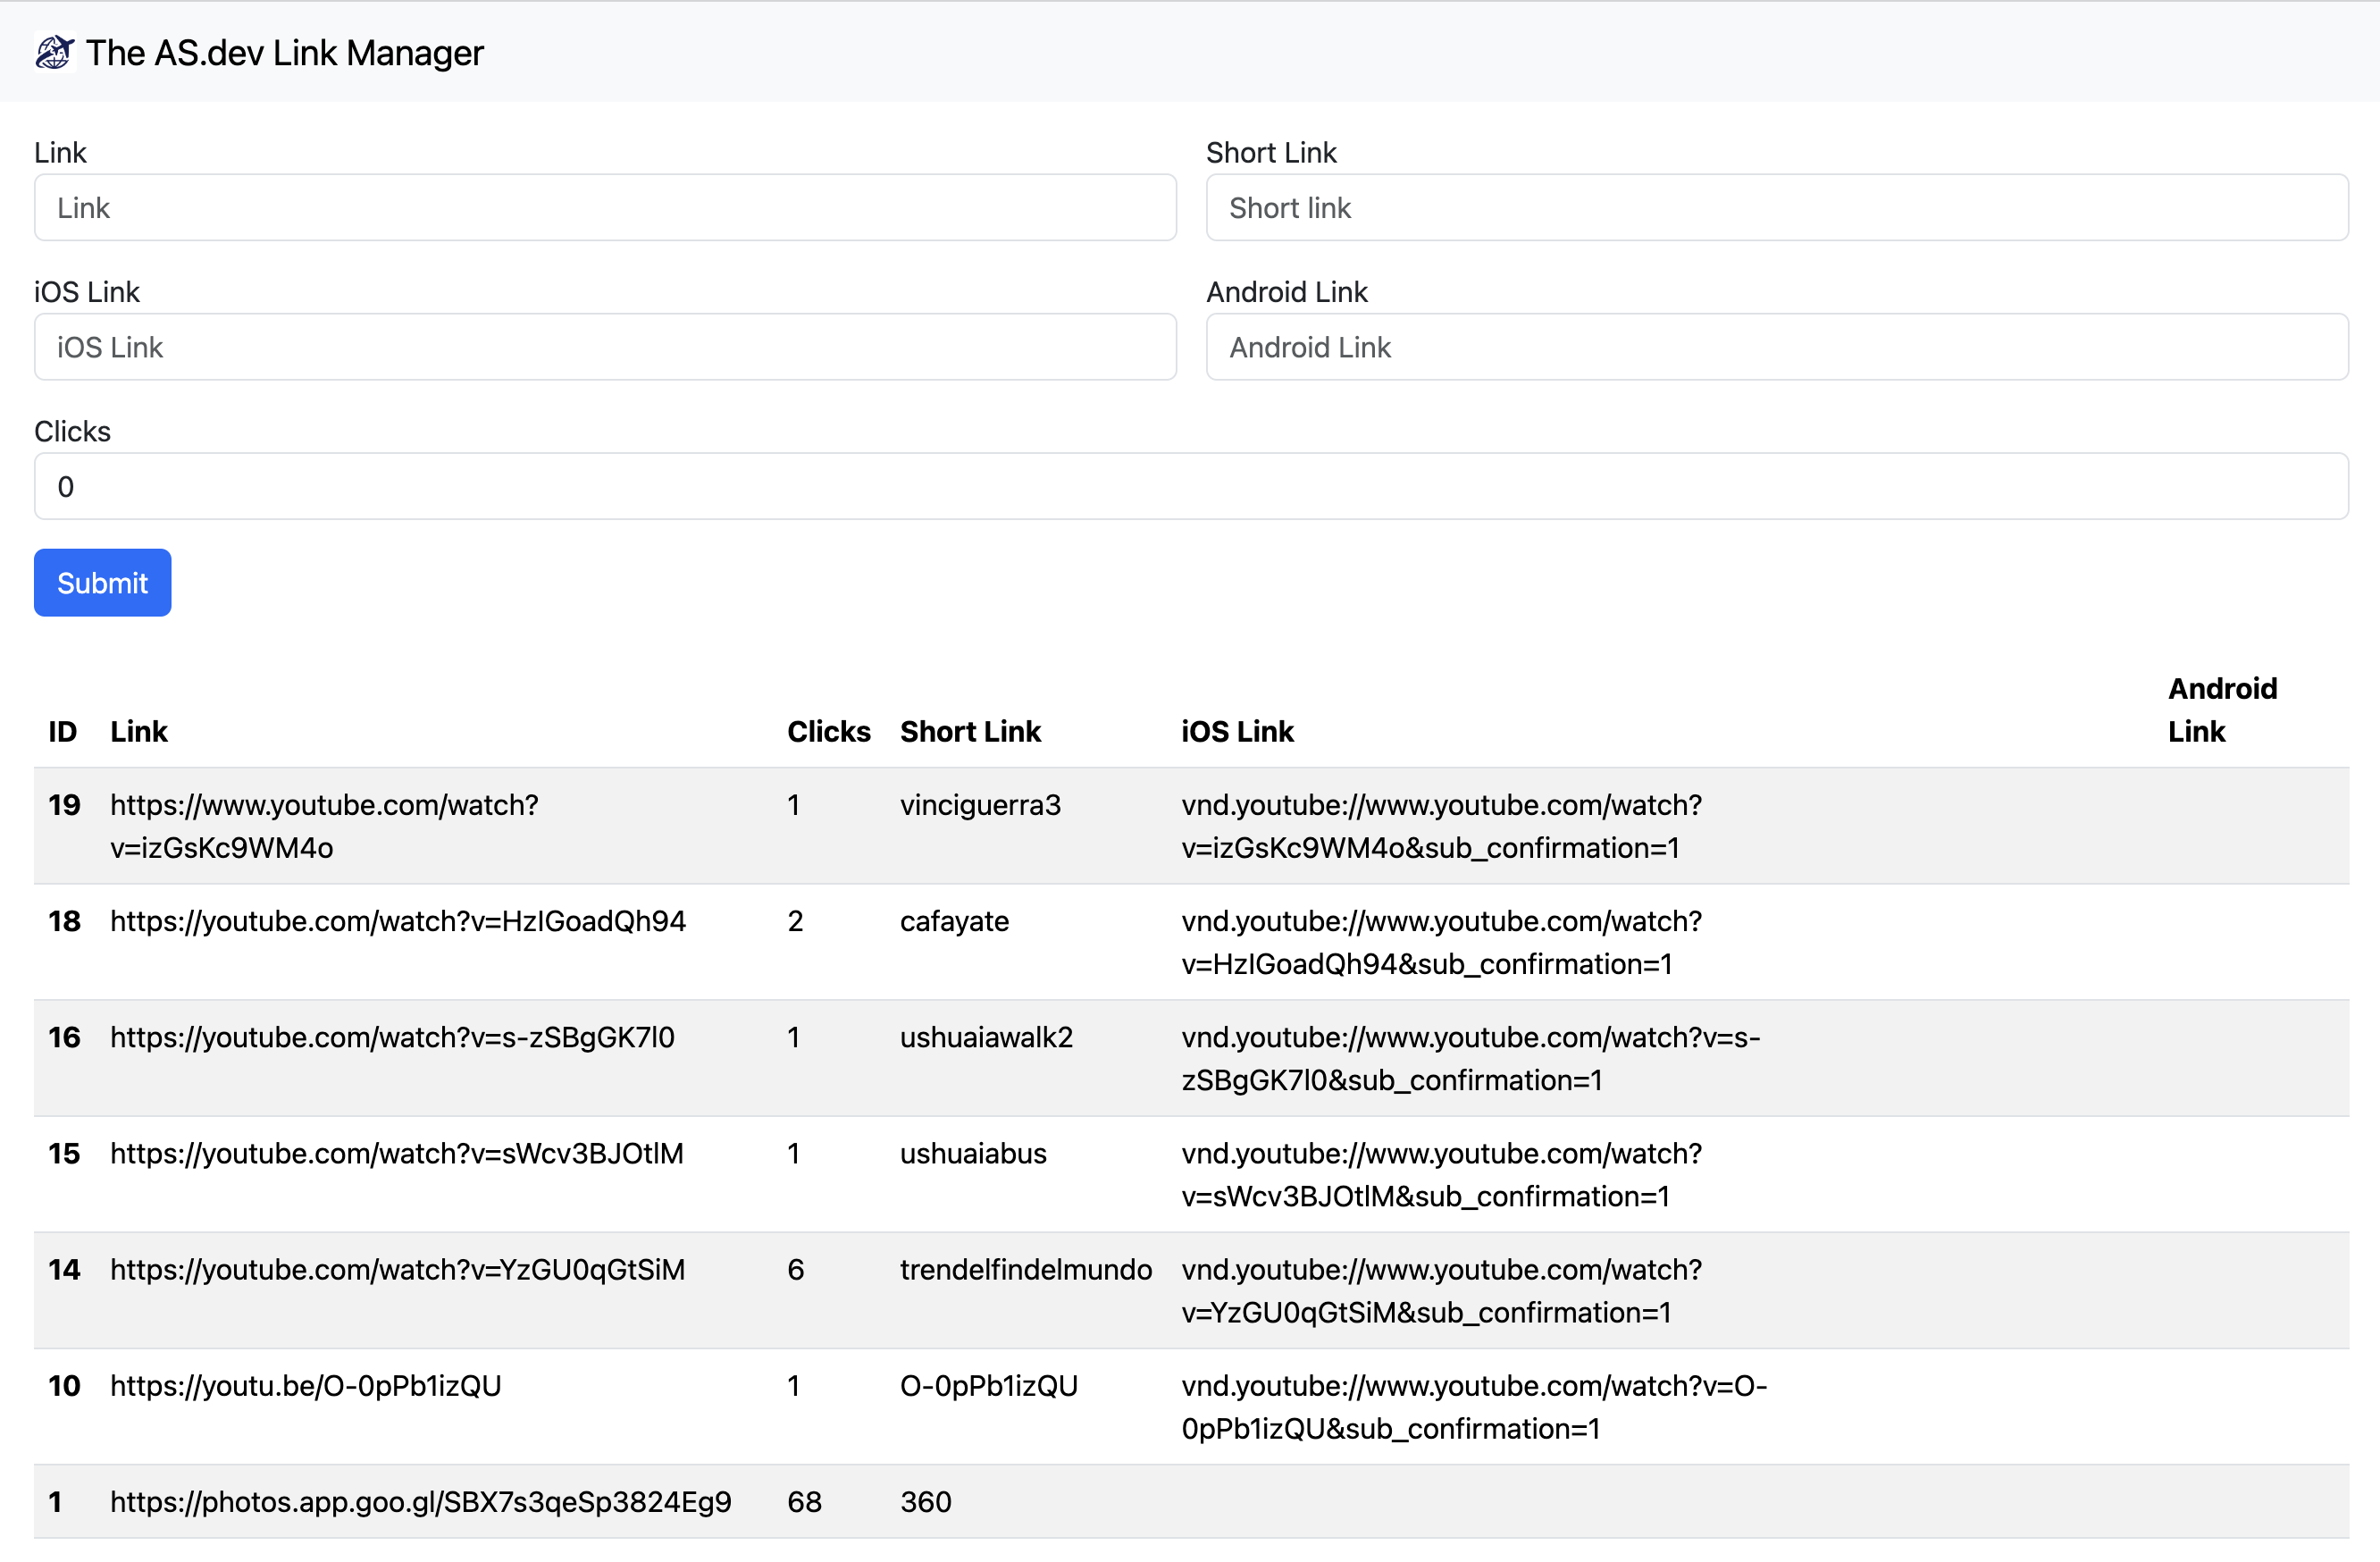 The AS.dev Link Manager
Link
Short Link
Link
Short link
iOS Link
Android Link
iOS Link
Android Link
Clicks
0
Submit
ID Link Clicks Short Link iOS Link Android
Link
19 https://www.youtube.com/watch? 1 vinciguerra3 vnd.youtube://www.youtube.com/watch?
v=izGsKc9WM4o v=izGsKc9WM4o&sub_confirmation=1
18 https://youtube.com/watch?v=HzIGoadQh94 2 cafayate vnd.youtube://www.youtube.com/watch?
v=HzIGoadQh94&sub_confirmation=1
16 https://youtube.com/watch?v=s-zSBgGK7l0 1 ushuaiawalk2 vnd.youtube://www.youtube.com/watch?v=s-
zSBgGK7l0&sub_confirmation=1
15 https://youtube.com/watch?v=sWcv3BJOtlM 1 ushuaiabus vnd.youtube://www.youtube.com/watch?
v=sWcv3BJOtlM&sub_confirmation=1
14 https://youtube.com/watch?v=YzGU0qGtSiM 6 trendelfindelmundo vnd.youtube://www.youtube.com/watch?
v=YzGU0qGtSiM&sub_confirmation=1
10 https://youtu.be/O-0pPb1izQU 1 O-0pPb1izQU vnd.youtube://www.youtube.com/watch?v=O-
0pPb1izQU&sub_confirmation=1
1 https://photos.app.goo.gl/SBX7s3qeSp3824Eg9 68 360